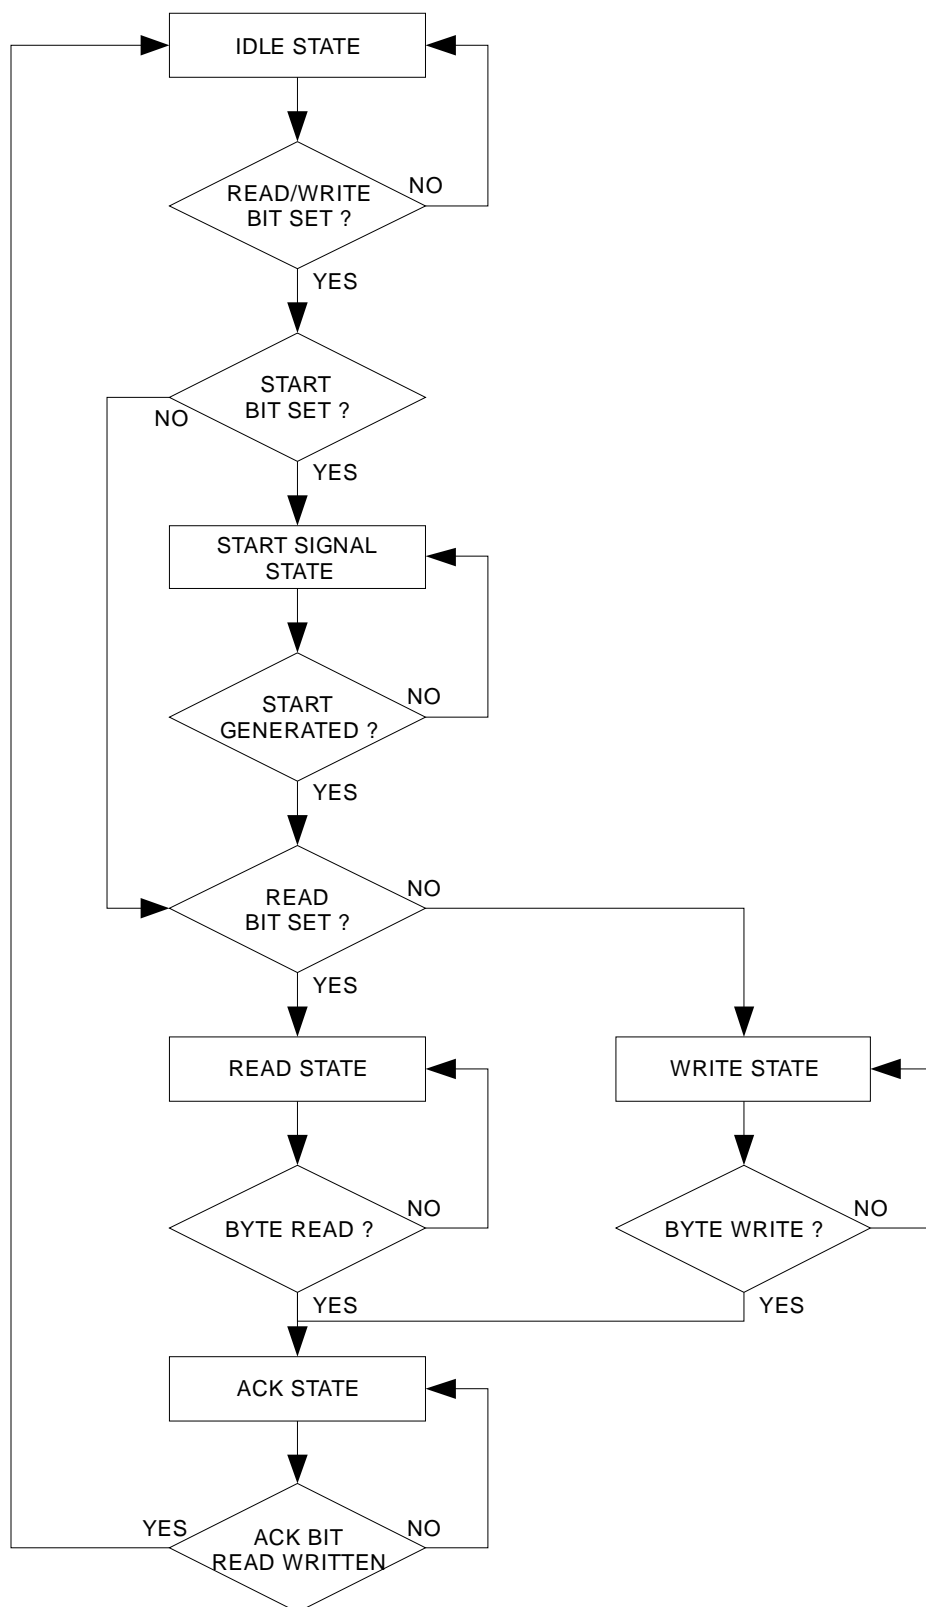 IDLE STATE
READ/WRITE
BIT SET ?
NO
YES
START
BIT SET ?
NO
YES
START SIGNAL
STATE
START
GENERATED ?
NO
YES
READ
BIT SET ?
NO
YES
READ STATE
WRITE STATE
BYTE READ ?
NO
BYTE WRITE ?
NO
YES
YES
ACK STATE
YES
ACK BIT
READ WRITTEN
NO